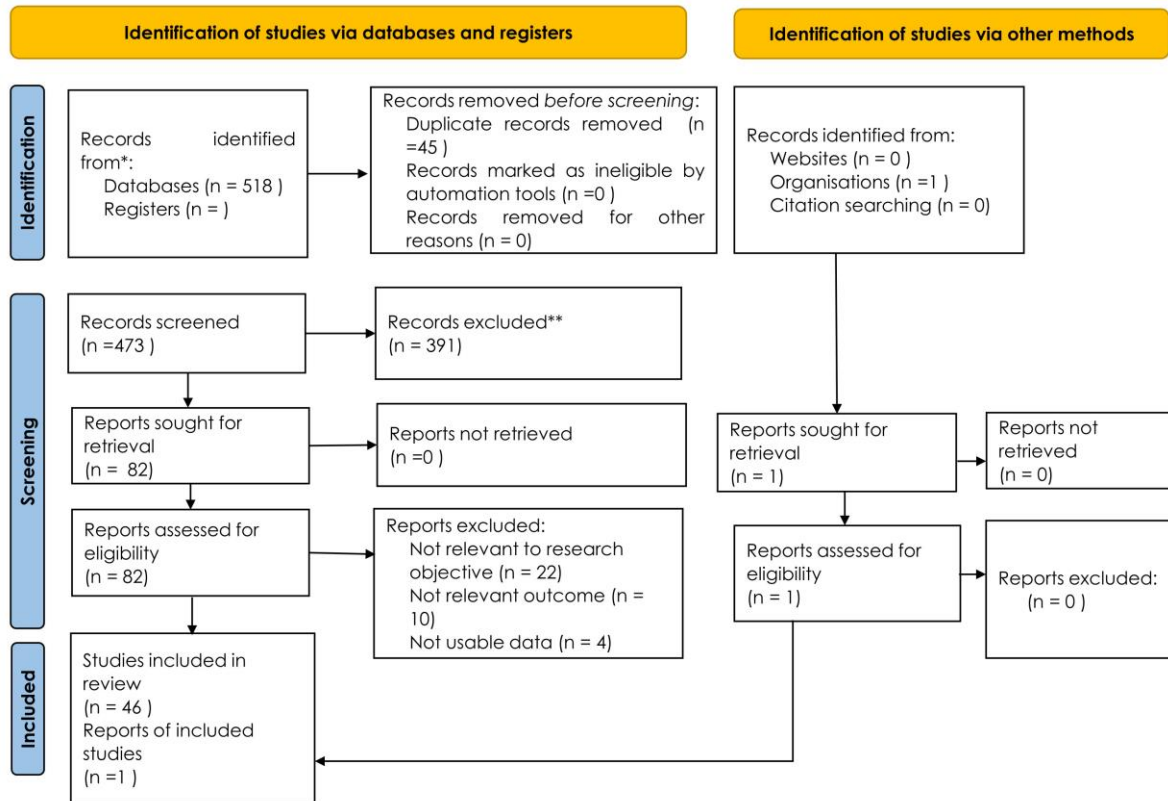 Identification of studies via databases and registers
Identification of studies via other methods
Identification
Records identified
from*:
Databases (n = 518 )
Registers (n = )
Records removed before screening:
Duplicate records removed (n
=45 )
Records marked as ineligible by
automation tools (n =0 )
Records removed for other
reasons (n = 0)
Records identified from:
Websites (n = 0 )
Organisations (n =1 )
Citation searching (n = 0)
Screening
Records screened
(n =473 )
Records excluded**
(n = 391)
Reports sought for
retrieval
(n = 82)
Reports not retrieved
(n =0 )
Reports sought for
retrieval
(n = 1)
Reports not
retrieved
(n = 0)
Reports assessed for
eligibility
(n = 82)
Reports excluded:
Not relevant to research
objective (n = 22)
Not relevant outcome (n =
10)
Not usable data (n = 4)
Reports assessed for
eligibility
(n = 1)
Reports excluded:
(n = 0 )
Included
Studies included in
review
(n = 46 )
Reports of included
studies
(n =1 )